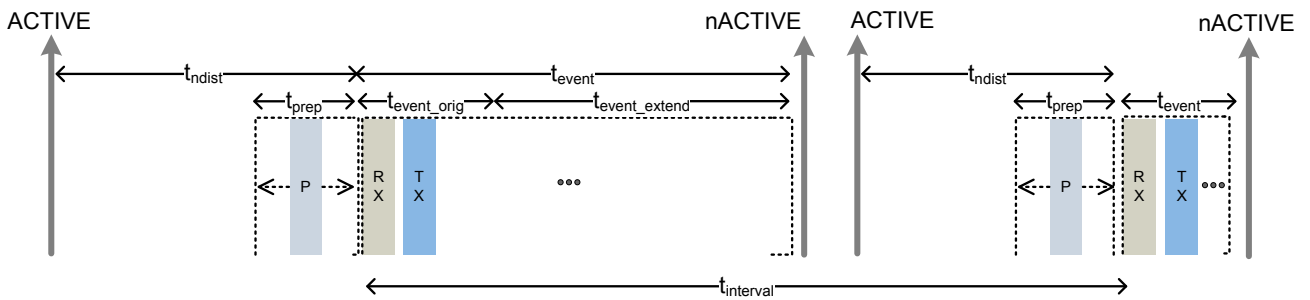 ACTIVE
nACTIVE
ACTIVE
nACTIVE
tndist
tevent
tndist
tprep
tevent_orig
tevent_extend
tprep
tevent
P
R
X
T
X
P
R
X
T
X
tinterval